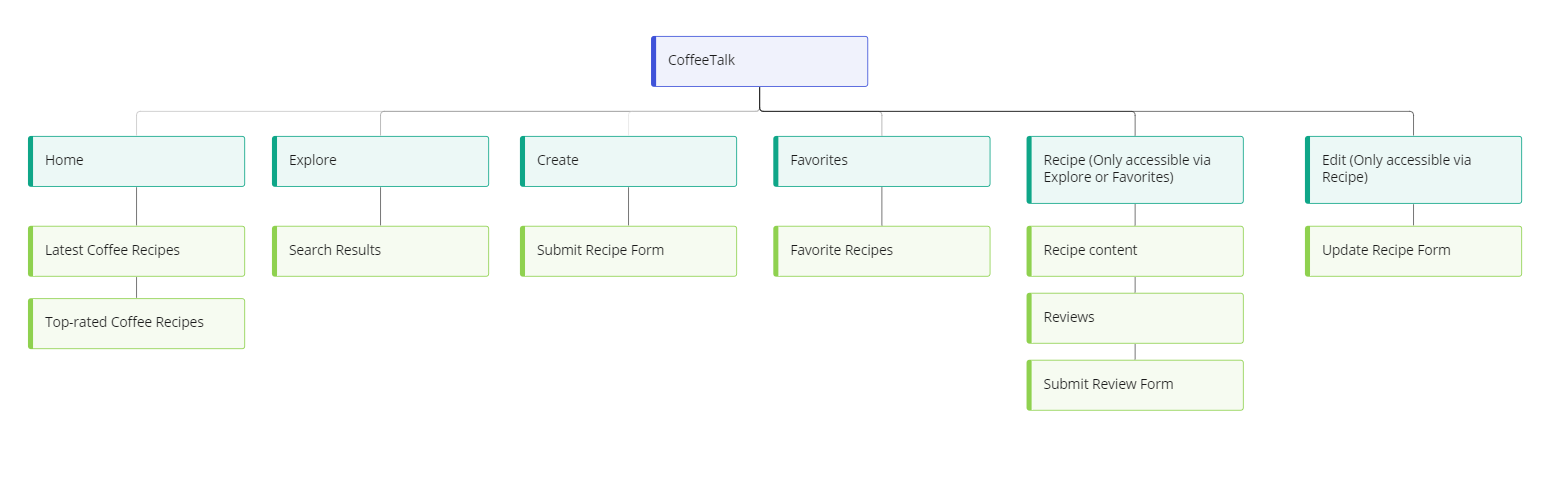 CoffeeTalk
Home
Explore
Create
Favorites
Recipe (Only accessible via
Explore or Favorites)
Edit (Only accessible via
Recipe)
Latest Coffee Recipes
Search Results
Submit Recipe Form
Favorite Recipes
Recipe content
Update Recipe Form
Top-rated Coffee Recipes
Reviews
Submit Review Form